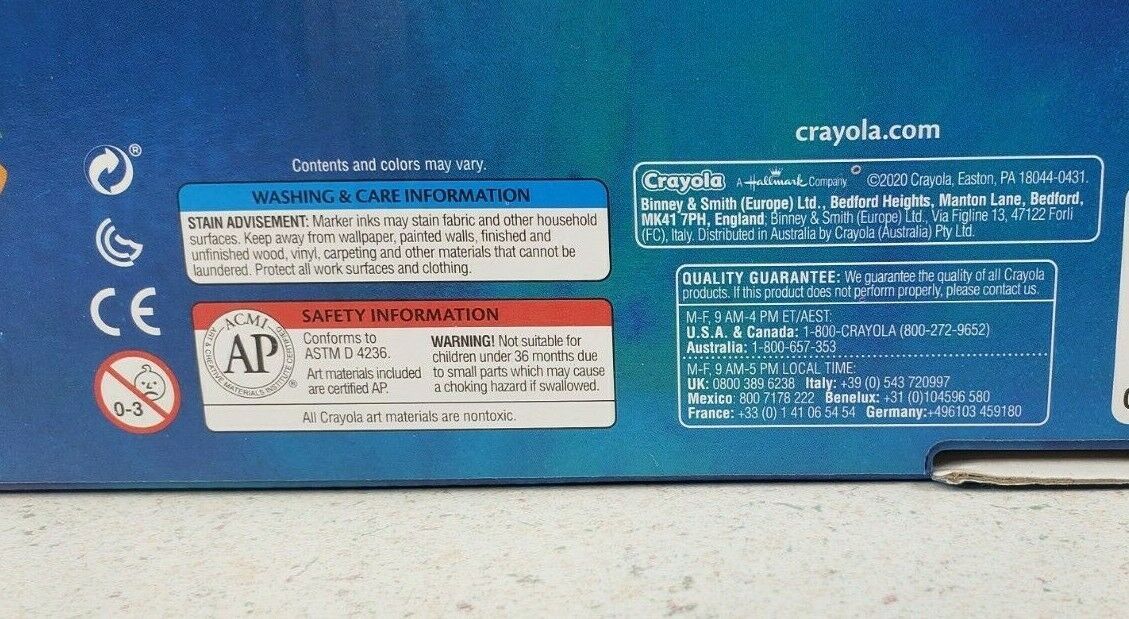 crayola.com
®
Contents and colors may vary.
WASHING & CARE INFORMATION
STAIN ADVISEMENT: Marker inks may stain fabric and other household
surfaces. Keep away from wallpaper, painted walls, finished and
unfinished wood, vinyl, carpeting and other materials that cannot be
laundered. Protect all work surfaces and clothing.
CE
0-3
SAFETY INFORMATION
ACMI
AP
ART & CREATIVE MATERIALS INSTITUTE CERTIFIED
®
Conforms to
ASTM D 4236.
Art materials included
are certified AP.
WARNING! Not suitable for
children under 36 months due
to small parts which may cause
a choking hazard if swallowed.
All Crayola art materials are nontoxic.
Crayola A Hallmark Company ©2020 Crayola, Easton, PA 18044-0431.
Binney & Smith (Europe) Ltd., Bedford Heights, Manton Lane, Bedford,
MK41 7PH, England; Binney & Smith (Europe) Ltd., Via Figline 13, 47122 Forlì
(FC), Italy. Distributed in Australia by Crayola (Australia) Pty Ltd.
QUALITY GUARANTEE: We guarantee the quality of all Crayola
products. If this product does not perform properly, please contact us.
M-F, 9 AM-4 PM ET/AEST:
U.S.A. & Canada: 1-800-CRAYOLA (800-272-9652)
Australia: 1-800-657-353
M-F, 9 AM-5 PM LOCAL TIME:
UK: 0800 389 6238 Italy: +39 (0) 543 720997
Mexico: 800 7178 222 Benelux: +31 (0)104596 580
France: +33 (0) 1 41 06 54 54 Germany:+496103 459180